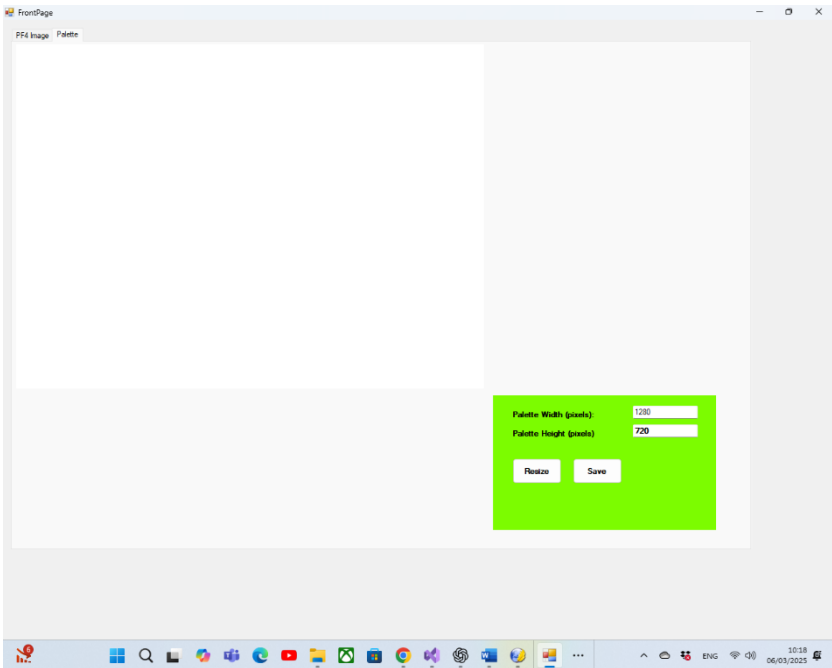 FrontPage
PF4 Image Palette
Palette Width (pixels): 1280
Palette Height (pixels) 720
Resize Save
6
ENG
10:18
06/03/2025